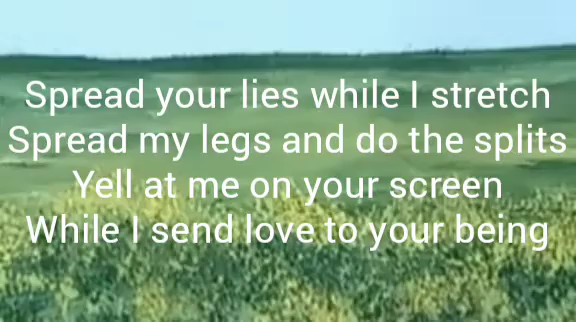 Spread your lies while I stretch
Spread my legs and do the splits
Yell at me on your screen
While I send love to your being